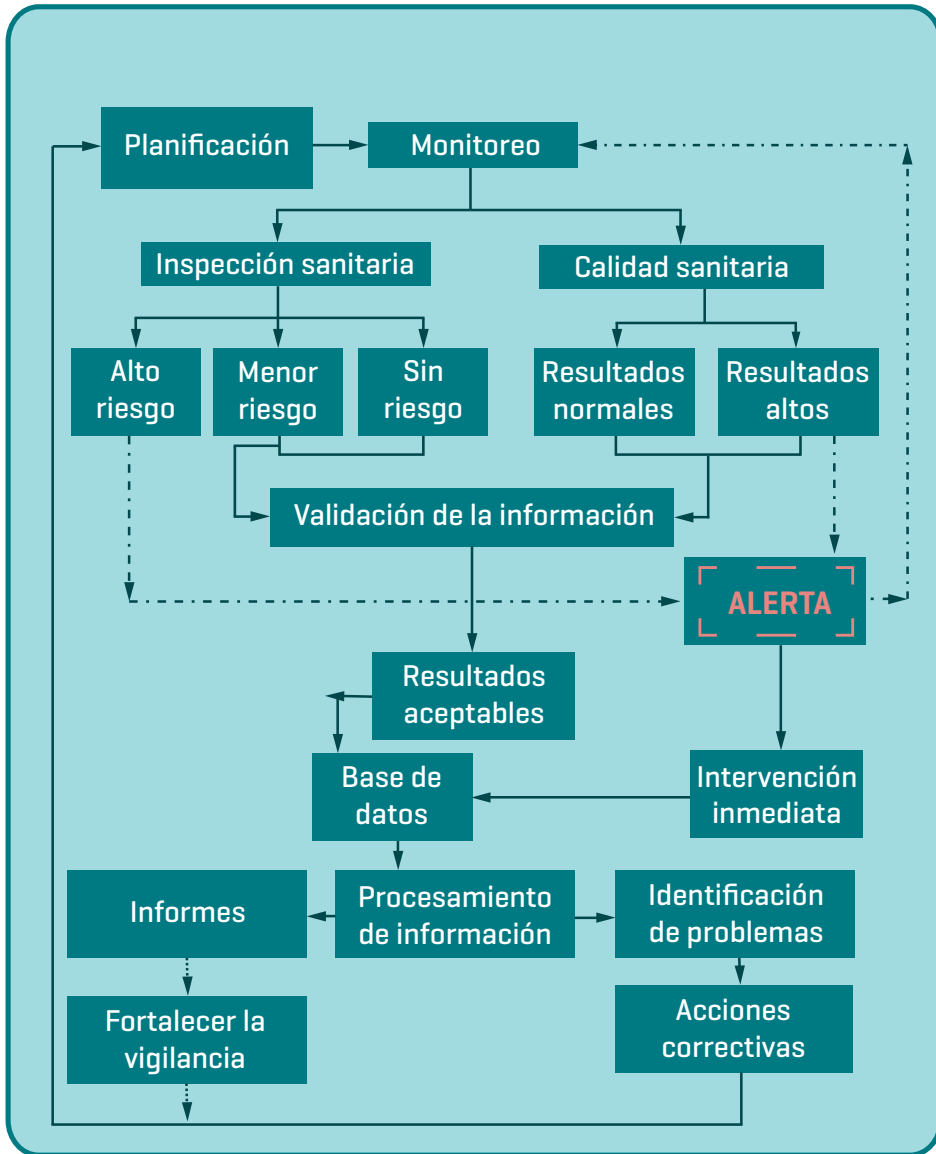 Planificación
Monitoreo
Inspección sanitaria
Calidad sanitaria
Alto
riesgo
Menor
riesgo
Sin
riesgo
Resultados
normales
Resultados
altos
Validación de la información
ALERTA
Resultados
aceptables
Base de
datos
Intervención
inmediata
Informes
Procesamiento
de información
Identificación
de problemas
Fortalecer la
vigilancia
Acciones
correctivas